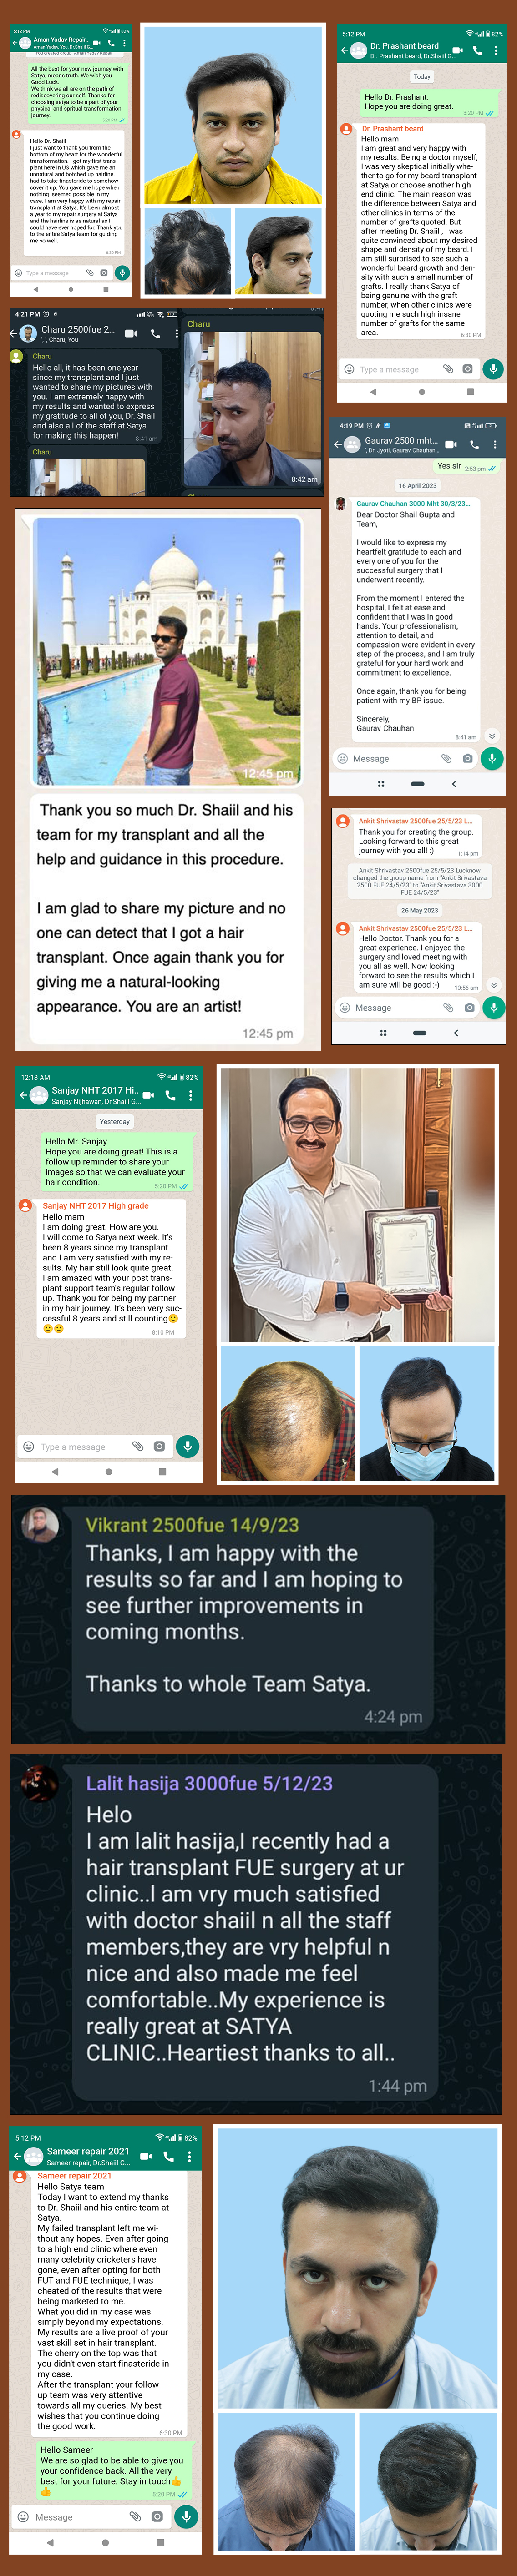 5:12 PM
82%
Aman Yadav Repair...
Aman Yadav, You, Dr.Shaiil G...
All the best for your new journey with
Satya, means truth. We wish you
Good Luck.
We think we all are on the path of
rediscovering our self. Thanks for
choosing satya to be a part of your
physical and spritual transformation
journey.
Hello Dr. Shaiil
I just want to thank you from the
bottom of my heart for the wonderful
transformation. I got my first trans-
plant here in US which gave me an
unnatural and botched up hairline. I
had to take finasteride to somehow
cover it up. You gave me hope when
nothing seemed possible in my
case. I am very happy with my repair
transplant at Satya. It's been almost
a year to my repair surgery at Satya
and the hairline is as natural as I
could have ever hoped for. Thank you
to the entire Satya team for guiding
me so well.
6:30 PM
Type a message
5:12 PM
82%
Dr. Prashant beard
Dr. Prashant beard, Dr.Shaiil G...
Today
Hello Dr. Prashant.
Hope you are doing great.
3:20 PM
Dr. Prashant beard
Hello mam
I am great and very happy with
my results. Being a doctor myself,
I was very skeptical initially whe-
ther to go for my beard transplant
at Satya or choose another high
end clinic. The main reason was
the difference between Satya and
other clinics in terms of the
number of grafts quoted. But
after meeting Dr. Shaiil , I was
quite convinced about my desired
shape and density of my beard. I
am still surprised to see such a
wonderful beard growth and den-
sity with such a small number of
grafts. I really thank Satya of
being genuine with the graft
number, when other clinics were
quoting me such high insane
number of grafts for the same
area.
6:30 PM
Type a message
4:21 PM
Charu 2500fue 2...
',', Charu, You
Charu
Hello all, it has been one year
since my transplant and I just
wanted to share my pictures with
you. I am extremely happy with
my results and wanted to express
my gratitude to all of you, Dr. Shail
and also all of the staff at Satya
for making this happen!
8:41 am
Charu
Charu
8:42 am
4:19 PM
Gaurav 2500 mht...
', Dr. Jyoti, Gaurav Chauhan...
Yes sir
2:53 pm
16 April 2023
Gaurav Chauhan 3000 Mht 30/3/23...
Dear Doctor Shail Gupta and
Team,
I would like to express my
heartfelt gratitude to each and
every one of you for the
successful surgery that I
underwent recently.
From the moment I entered the
hospital, I felt at ease and
confident that I was in good
hands. Your professionalism,
attention to detail, and
compassion were evident in every
step of the process, and I am truly
grateful for your hard work and
commitment to excellence.
Once again, thank you for being
patient with my BP issue.
Sincerely,
Gaurav Chauhan
8:41 am
Message
12:45 pm
Thank you so much Dr. Shaiil and his
team for my transplant and all the
help and guidance in this procedure.
I am glad to share my picture and no
one can detect that I got a hair
transplant. Once again thank you for
giving me a natural-looking
appearance. You are an artist!
12:45 pm
Ankit Shrivastav 2500fue 25/5/23 L...
Thank you for creating the group.
Looking forward to this great
journey with you all! :)
1:14 pm
Ankit Shrivastav 2500fue 25/5/23 Lucknow
changed the group name from "Ankit Srivastava
2500 FUE 24/5/23" to "Ankit Srivastava 3000
FUE 24/5/23"
26 May 2023
Ankit Shrivastav 2500fue 25/5/23 L...
Hello Doctor. Thank you for a
great experience. I enjoyed the
surgery and loved meeting with
you all as well. Now looking
forward to see the results which I
am sure will be good :-)
10:56 am
Message
12:18 AM
82%
Sanjay NHT 2017 Hi..
Sanjay Nijhawan, Dr.Shaiil G...
Yesterday
Hello Mr. Sanjay
Hope you are doing great! This is a
follow up reminder to share your
images so that we can evaluate your
hair condition.
5:20 PM
Sanjay NHT 2017 High grade
Hello mam
I am doing great. How are you.
I will come to Satya next week. It's
been 8 years since my transplant
and I am very satisfied with my re-
sults. My hair still look quite great.
I am amazed with your post trans-
plant support team's regular follow
up. Thank you for being my partner
in my hair journey. It's been very suc-
cessful 8 years and still counting🙂
🙂🙂
8:10 PM
Type a message
Vikrant 2500fue 14/9/23
Thanks, I am happy with the
results so far and I am hoping to
see further improvements in
coming months.
Thanks to whole Team Satya.
4:24 pm
Lalit hasija 3000fue 5/12/23
Helo
I am lalit hasija,I recently had a
hair transplant FUE surgery at ur
clinic..I am vry much satisfied
with doctor shaiil n all the staff
members,they are vry helpful n
nice and also made me feel
comfortable..My experience is
really great at SATYA
CLINIC..Heartiest thanks to all..
1:44 pm
5:12 PM
82%
Sameer repair 2021
Sameer repair, Dr.Shaiil G...
Sameer repair 2021
Hello Satya team
Today I want to extend my thanks
to Dr. Shaiil and his entire team at
Satya.
My failed transplant left me wi-
thout any hopes. Even after going
to a high end clinic where even
many celebrity cricketers have
gone, even after opting for both
FUT and FUE technique, I was
cheated of the results that were
being marketed to me.
What you did in my case was
simply beyond my expectations.
My results are a live proof of your
vast skill set in hair transplant.
The cherry on the top was that
you didn't even start finasteride in
my case.
After the transplant your follow
up team was very attentive
towards all my queries. My best
wishes that you continue doing
the good work.
6:30 PM
Hello Sameer
We are so glad to be able to give you
your confidence back. All the very
best for your future. Stay in touch👍
👍
5:20 PM
Message